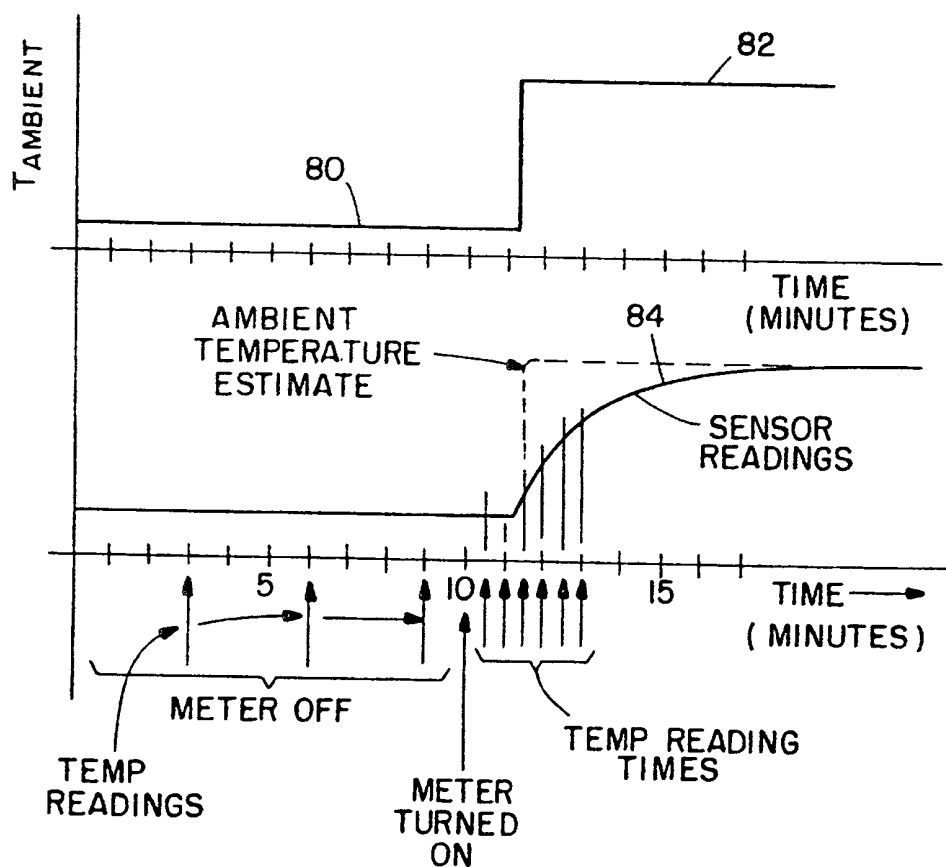 TAMBIENT
82
80
TIME
(MINUTES)
AMBIENT
TEMPERATURE
ESTIMATE
84
SENSOR
READINGS
5
10
15
TIME
(MINUTES)
METER OFF
TEMP
READINGS
METER
TURNED
ON
TEMP READING
TIMES